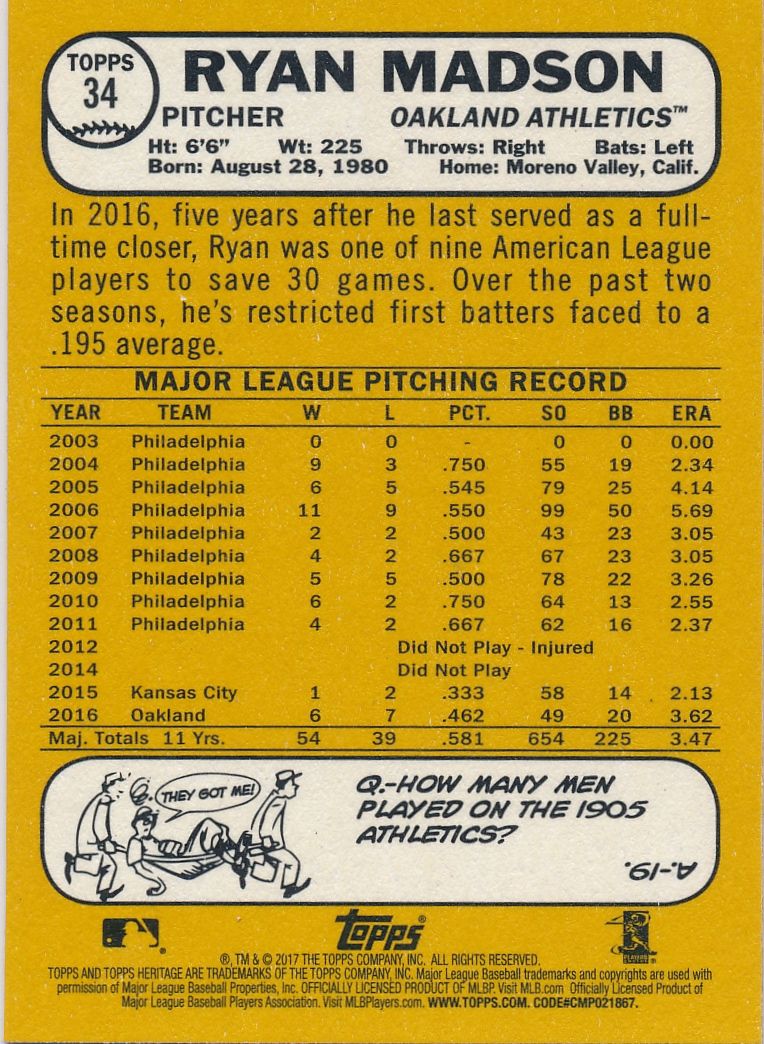 TOPPS
34
RYAN MADSON
PITCHER OAKLAND ATHLETICS™
Ht: 6'6" Wt: 225 Throws: Right Bats: Left
Born: August 28, 1980 Home: Moreno Valley, Calif.
In 2016, five years after he last served as a full-
time closer, Ryan was one of nine American League
players to save 30 games. Over the past two
seasons, he's restricted first batters faced to a
.195 average.
MAJOR LEAGUE PITCHING RECORD
YEAR TEAM W L PCT. SO BB ERA
2003 Philadelphia 0 0 - 0 0 0.00
2004 Philadelphia 9 3 .750 55 19 2.34
2005 Philadelphia 6 5 .545 79 25 4.14
2006 Philadelphia 11 9 .550 99 50 5.69
2007 Philadelphia 2 2 .500 43 23 3.05
2008 Philadelphia 4 2 .667 67 23 3.05
2009 Philadelphia 5 5 .500 78 22 3.26
2010 Philadelphia 6 2 .750 64 13 2.55
2011 Philadelphia 4 2 .667 62 16 2.37
2012 Did Not Play - Injured
2014 Did Not Play
2015 Kansas City 1 2 .333 58 14 2.13
2016 Oakland 6 7 .462 49 20 3.62
Maj. Totals 11 Yrs. 54 39 .581 654 225 3.47
THEY GOT ME!
Q.-HOW MANY MEN
PLAYED ON THE 1905
ATHLETICS?
A.-19.
topps®
®, TM & © 2017 THE TOPPS COMPANY, INC. ALL RIGHTS RESERVED.
TOPPS AND TOPPS HERITAGE ARE TRADEMARKS OF THE TOPPS COMPANY, INC. Major League Baseball trademarks and copyrights are used with
permission of Major League Baseball Properties, Inc. OFFICIALLY LICENSED PRODUCT OF MLBP. Visit MLB.com Officially Licensed Product of
Major League Baseball Players Association. Visit MLBPlayers.com. WWW.TOPPS.COM. CODE#CMP021867.